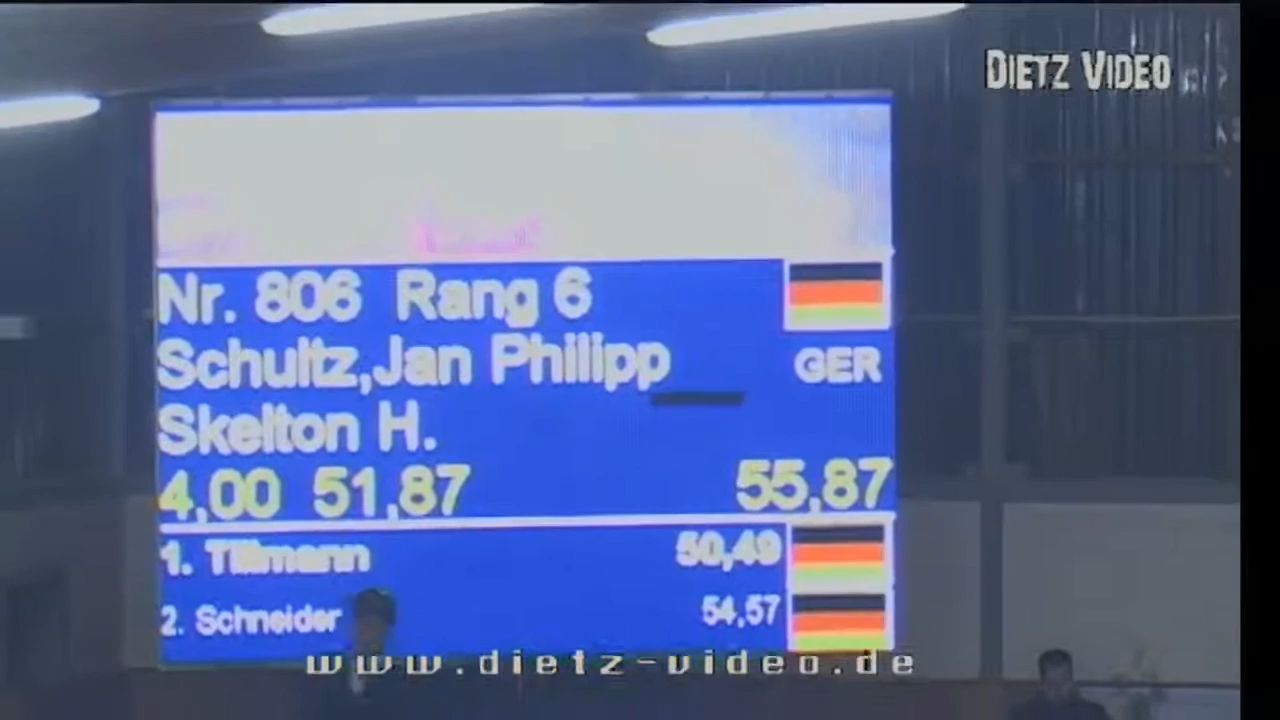 DIETZ VIDEO
Nr. 806 Rang 6
Schultz,Jan Philipp GER
Skelton H.
4,00 51,87 55,87
1. Tillmann 50,49
2. Schneider 54,57
www.dietz-video.de